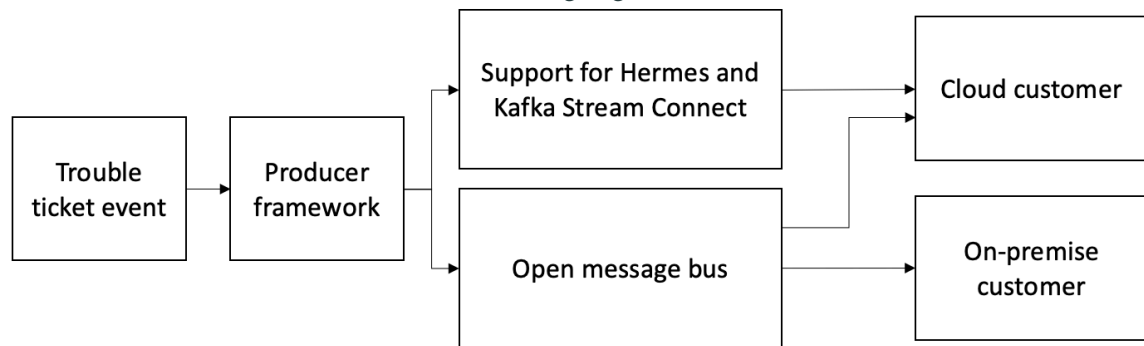 Trouble
ticket event
Producer
framework
Support for Hermes and
Kafka Stream Connect
Open message bus
Cloud customer
On-premise
customer